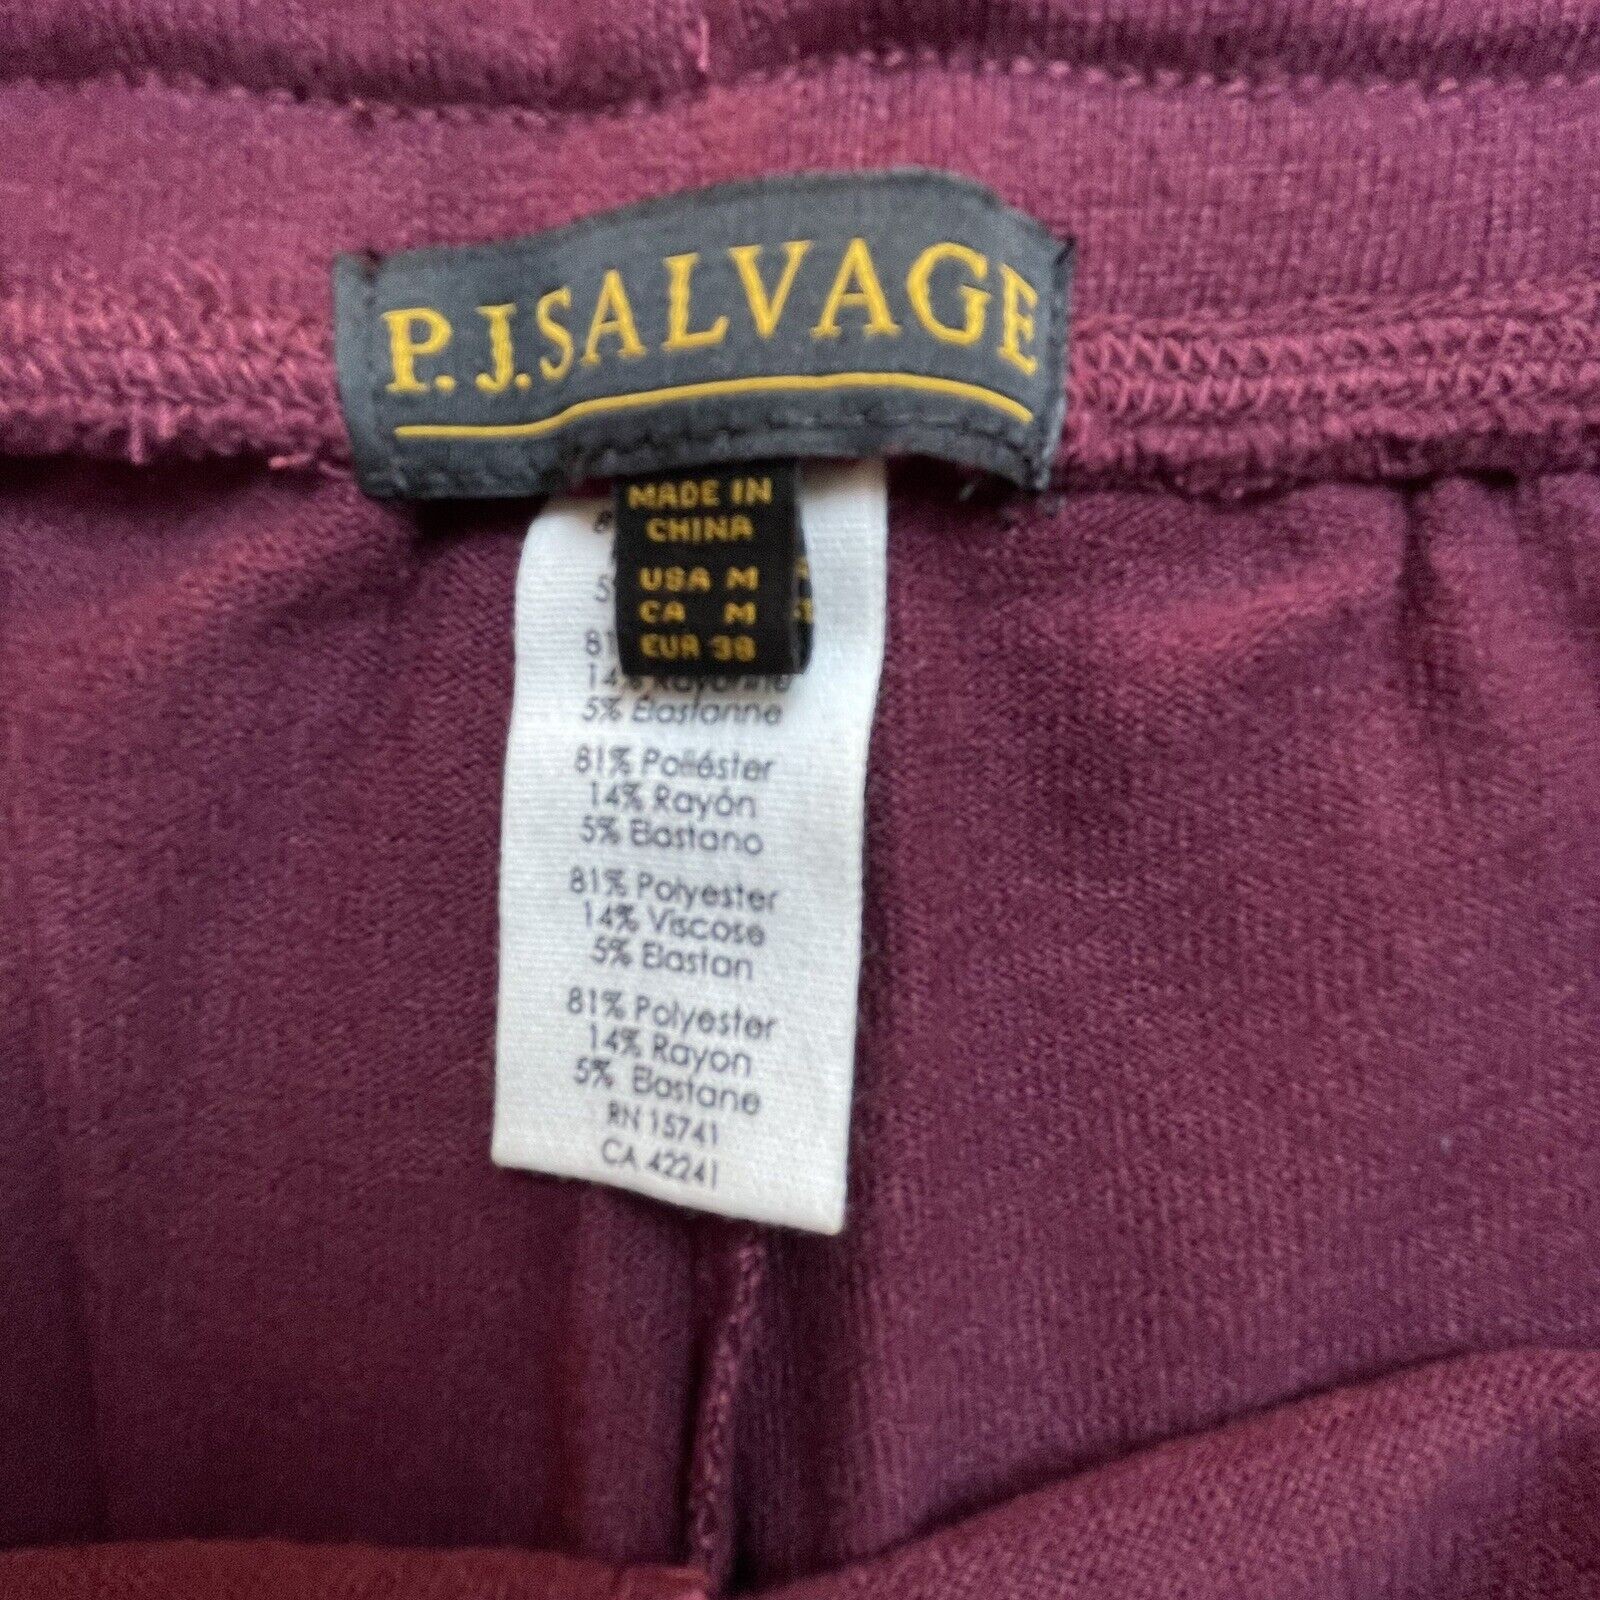 P.J.SALVAGE
MADE IN
CHINA
USA M
CA M
EUR 38
5% Élasthanne
81% Poliéster
14% Rayón
5% Elastano
81% Polyester
14% Viscose
5% Elastan
81% Polyester
14% Rayon
5% Elastane
RN 15741
CA 42241